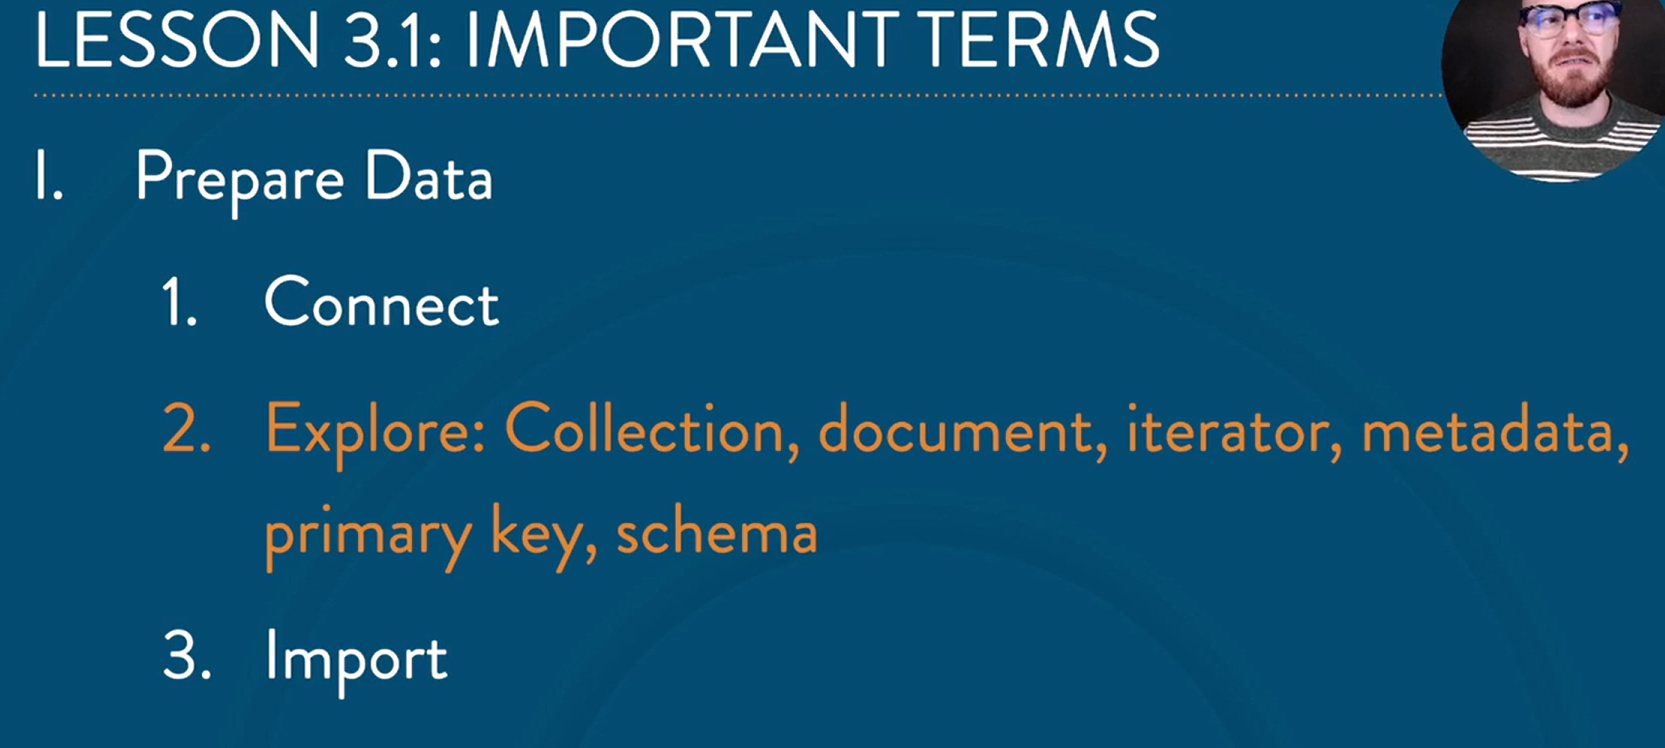 LESSON 3.1: IMPORTANT TERMS
I. Prepare Data
1. Connect
2. Explore: Collection, document, iterator, metadata,
primary key, schema
3. Import